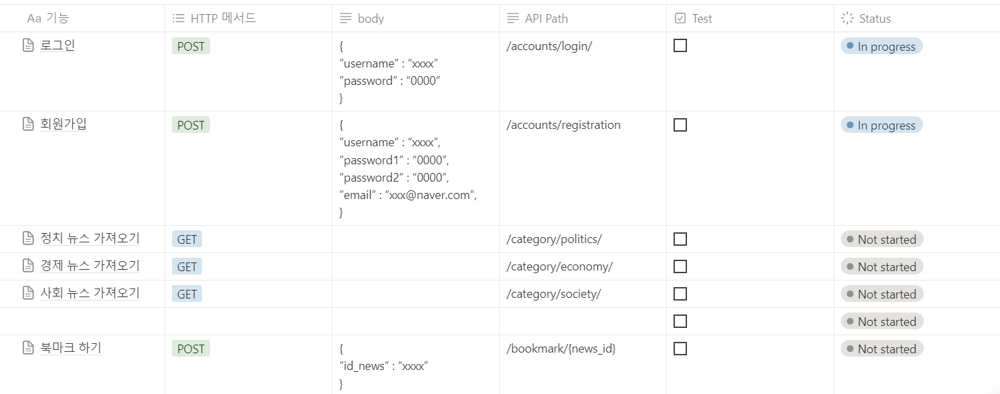 Aa 기능 HTTP 메서드 body API Path Test Status
로그인 POST { /accounts/login/ In progress
"username" : "xxxx"
"password" : "0000"
}
회원가입 POST { /accounts/registration In progress
"username" : "xxxx",
"password1" : "0000",
"password2" : "0000",
"email" : "xxx@naver.com",
}
정치 뉴스 가져오기 GET /category/politics/ Not started
경제 뉴스 가져오기 GET /category/economy/ Not started
사회 뉴스 가져오기 GET /category/society/ Not started
Not started
북마크 하기 POST { /bookmark/{news_id} Not started
"id_news" : "xxxx"
}